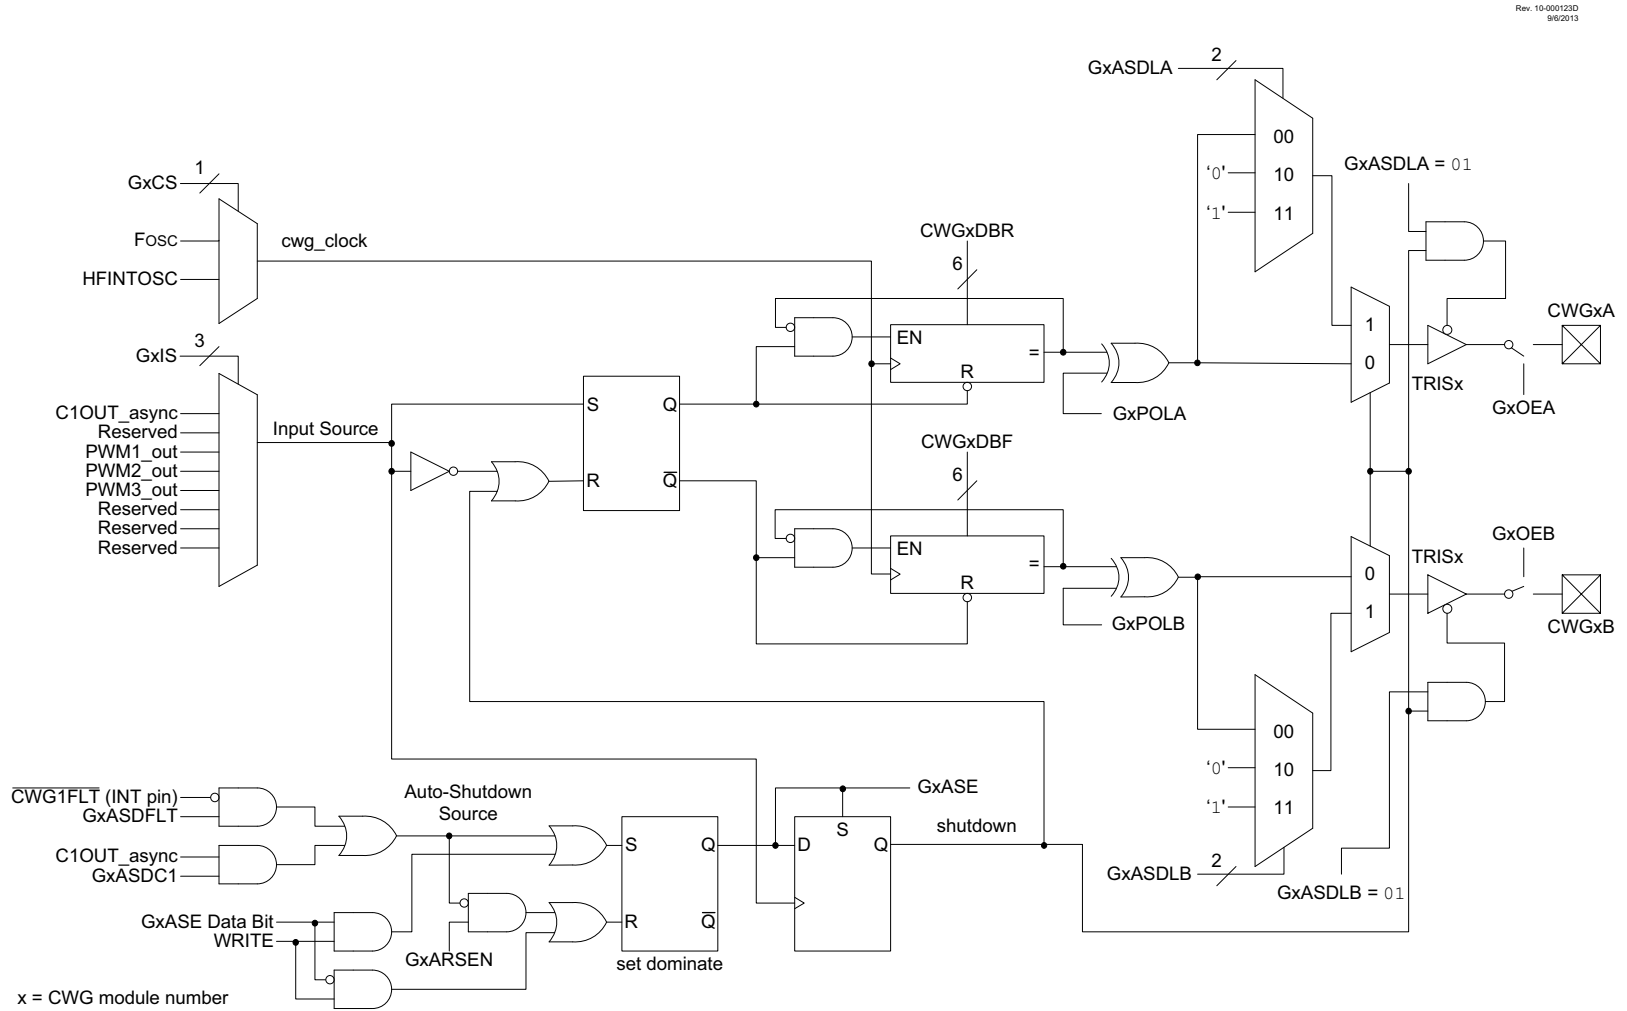 Rev. 10-000123D
9/6/2013
GxASDLA
2
00
'0'
10
'1'
11
GxASDLA = 01
1
GxCS
FOSC
HFINTOSC
cwg_clock
CWGxDBR
6
EN
=
R
GxPOLA
1
0
TRISx
CWGxA
GxOEA
3
GxIS
C1OUT_async
Reserved
PWM1_out
PWM2_out
PWM3_out
Reserved
Reserved
Reserved
Input Source
S
Q
R
Q
CWGxDBF
6
EN
=
R
GxPOLB
0
1
TRISx
GxOEB
CWGxB
00
'0'
10
'1'
11
2
GxASDLB
GxASDLB = 01
CWG1FLT (INT pin)
GxASDFLT
C1OUT_async
GxASDC1
Auto-Shutdown
Source
GxASE Data Bit
WRITE
GxARSEN
S
Q
R
Q
set dominate
GxASE
S
D
Q
shutdown
x = CWG module number